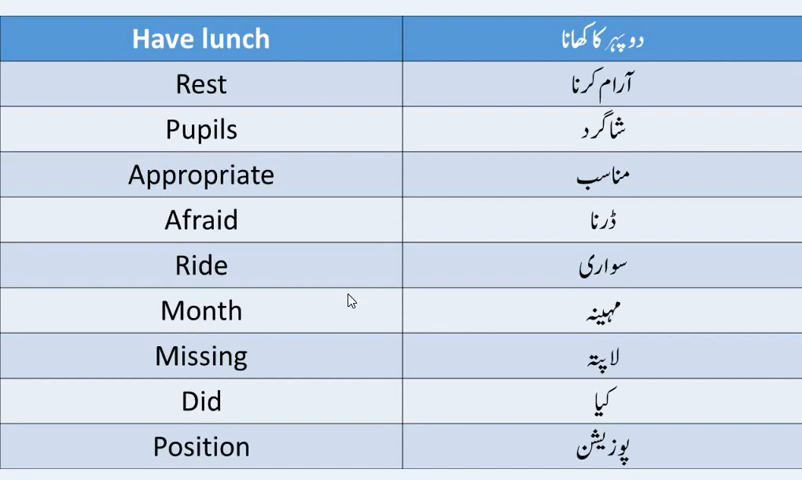 Have lunch دوپہر کا کھانا
Rest آرام کرنا
Pupils شاگرد
Appropriate مناسب
Afraid ڈرنا
Ride سواری
Month مہینہ
Missing لاپتہ
Did کیا
Position پوزیشن